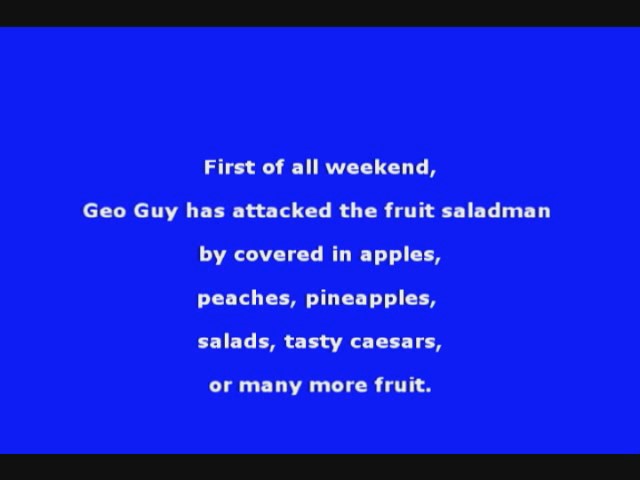 First of all weekend,
Geo Guy has attacked the fruit saladman
by covered in apples,
peaches, pineapples,
salads, tasty caesars,
or many more fruit.